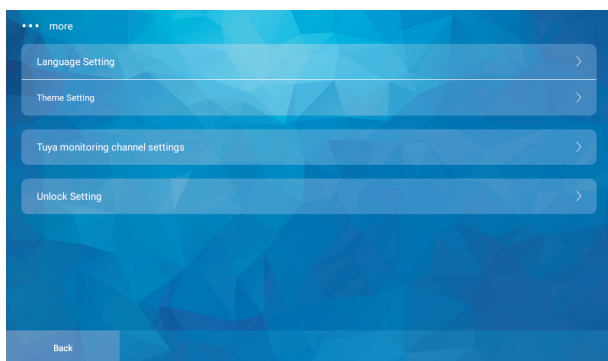 ••• more
Language Setting
Theme Setting
Tuya monitoring channel settings
Unlock Setting
Back